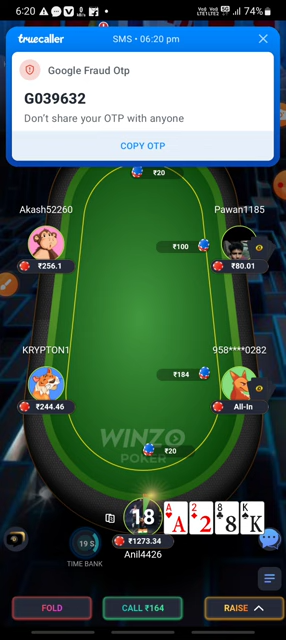 6:20
74%
truecaller
SMS • 06:20 pm
Google Fraud Otp
G039632
Don't share your OTP with anyone
COPY OTP
₹20
Akash52260
Pawan1185
₹100
₹256.1
₹80.01
KRYPTON1
958****0282
₹184
₹244.46
All-In
WINZO
POKER
₹20
18
A A 2 2 8 8 K K
19 S
₹1273.34
TIME BANK
Anil4426
FOLD
CALL ₹164
RAISE